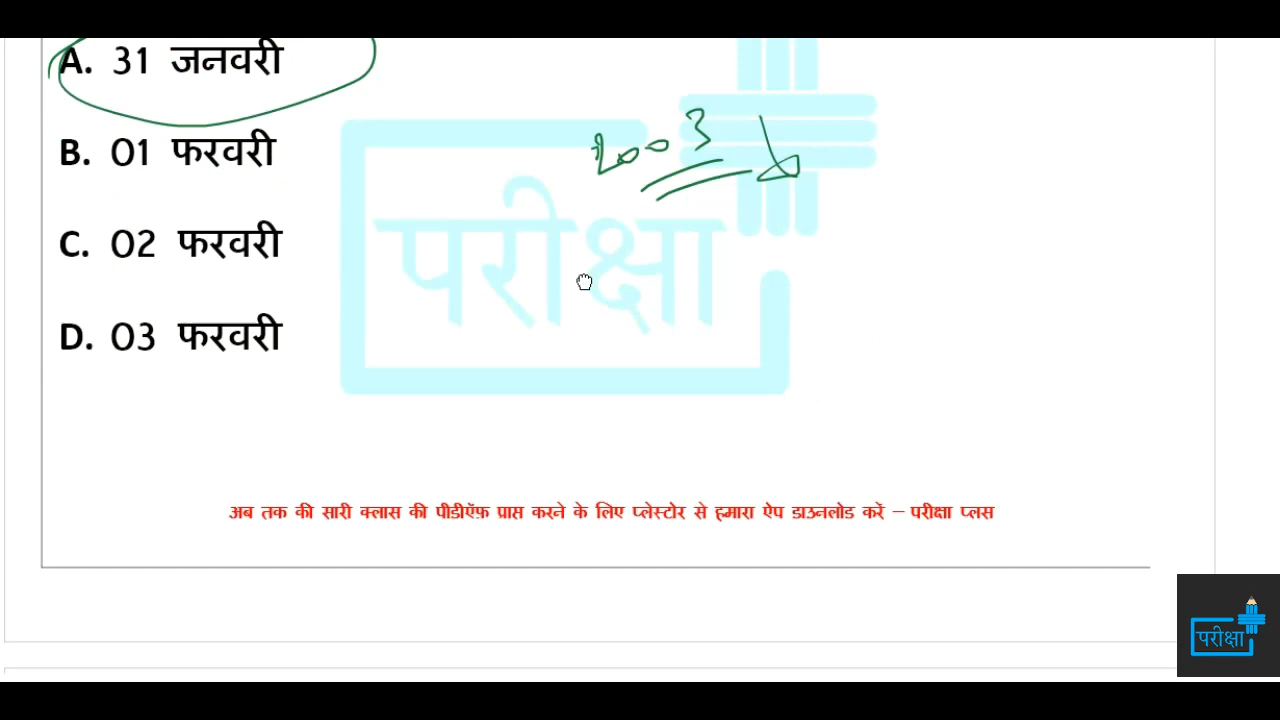 A. 31 जनवरी
B. 01 फरवरी
2003
C. 02 फरवरी
परीक्षा
D. 03 फरवरी
अब तक की सारी क्लास की पीडीऍफ़ प्राप्त करने के लिए प्लेस्टोर से हमारा ऐप डाउनलोड करें – परीक्षा प्लस
परीक्षा